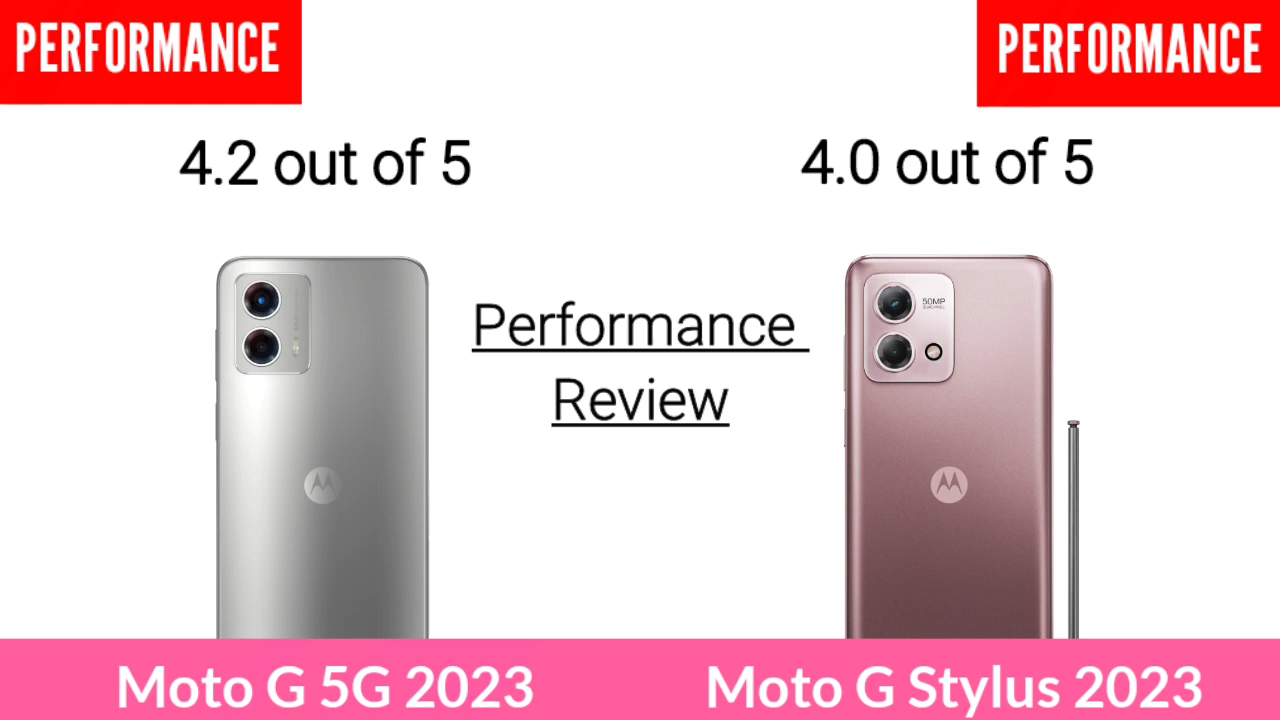 PERFORMANCE
PERFORMANCE
4.2 out of 5
4.0 out of 5
50MP
Performance
Review
Moto G 5G 2023
Moto G Stylus 2023